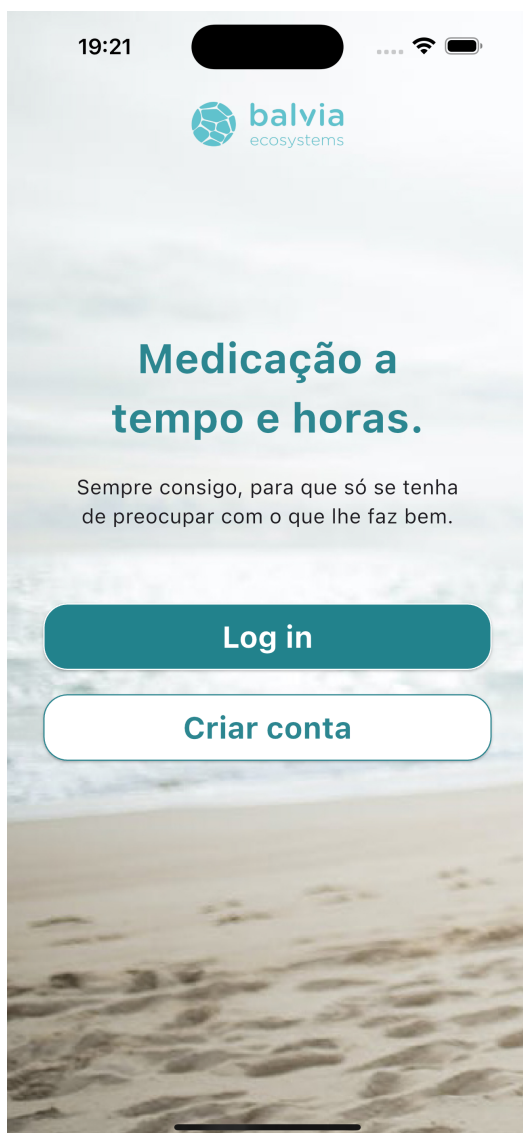 19:21
balvia
ecosystems
Medicação a
tempo e horas.
Sempre consigo, para que só se tenha
de preocupar com o que lhe faz bem.
Log in
Criar conta